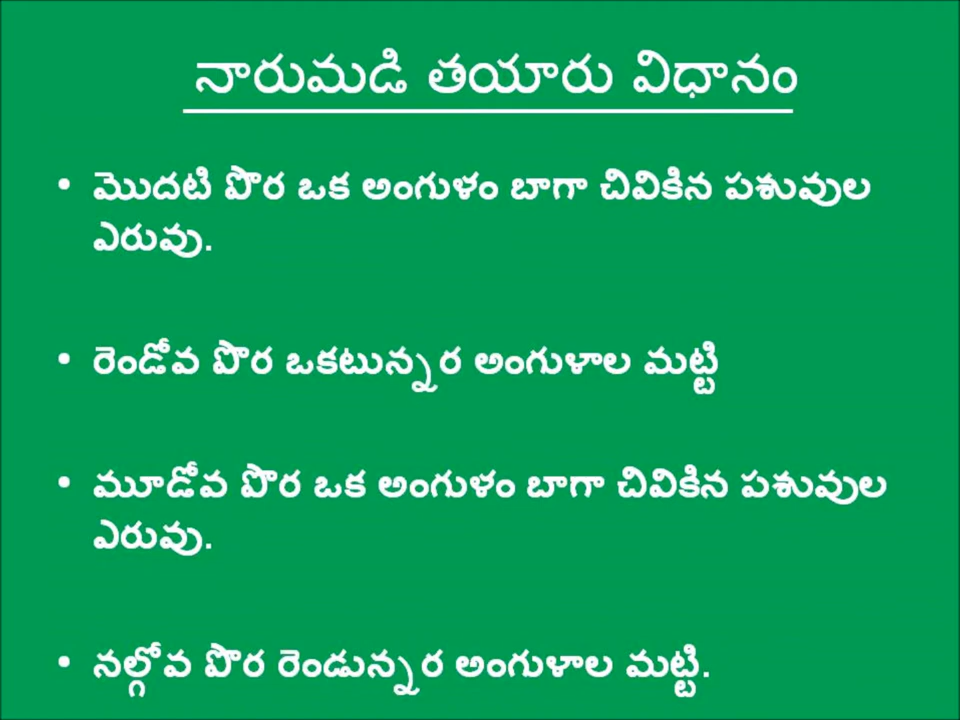 నారుమడి తయారు విధానం
• మొదటి పొర ఒక అంగుళం బాగా చివికిన పశువుల
ఎరువు.
• రెండోవ పొర ఒకటున్నర అంగుళాల మట్టి
• మూడోవ పొర ఒక అంగుళం బాగా చివికిన పశువుల
ఎరువు.
• నల్గోవ పొర రెండున్నర అంగుళాల మట్టి.